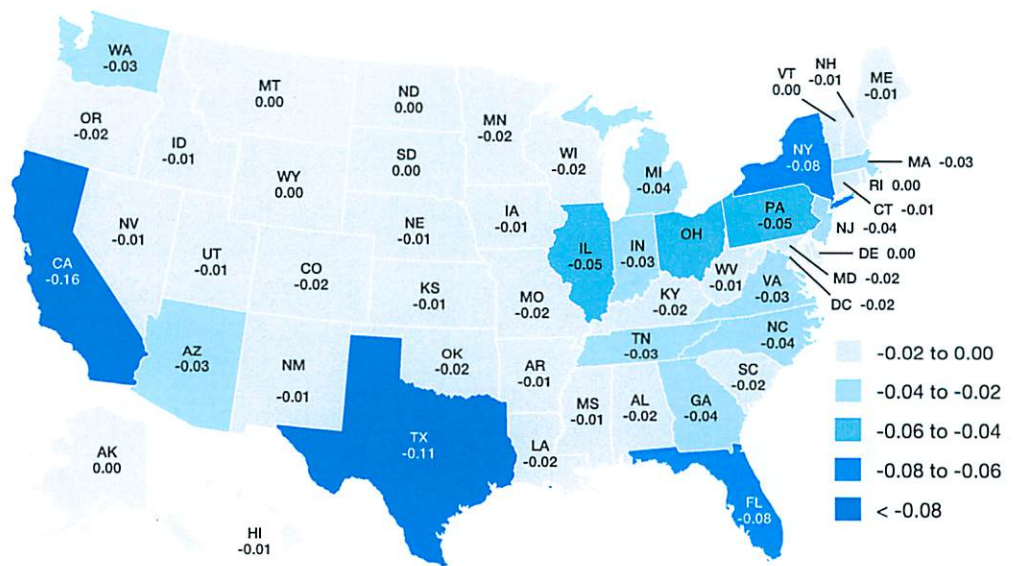 WA
-0.03
MT
0.00
ND
0.00
MN
-0.02
VT
0.00
NH
-0.01
ME
-0.01
OR
-0.02
ID
-0.01
SD
0.00
WI
-0.02
MI
-0.04
NY
-0.08
MA -0.03
WY
0.00
RI 0.00
CT -0.01
NV
-0.01
NE
-0.01
IA
-0.01
PA
-0.05
NJ -0.04
CA
-0.16
UT
-0.01
CO
-0.02
KS
-0.01
MO
-0.02
IL
-0.05
IN
-0.03
OH
WV
-0.01
DE 0.00
MD -0.02
DC -0.02
KY
-0.02
VA
-0.03
AZ
-0.03
NM
-0.01
OK
-0.02
AR
-0.01
TN
-0.03
NC
-0.04
SC
-0.02
MS
-0.01
AL
-0.02
GA
-0.04
TX
-0.11
LA
-0.02
AK
0.00
HI
-0.01
FL
-0.08
-0.02 to 0.00
-0.04 to -0.02
-0.06 to -0.04
-0.08 to -0.06
< -0.08